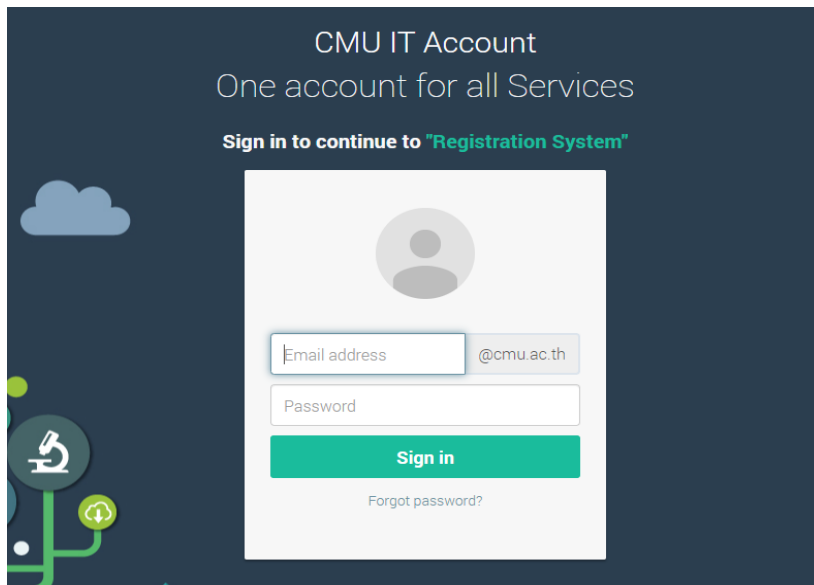 CMU IT Account
One account for all Services
Sign in to continue to "Registration System"
Email address @cmu.ac.th
Password
Sign in
Forgot password?